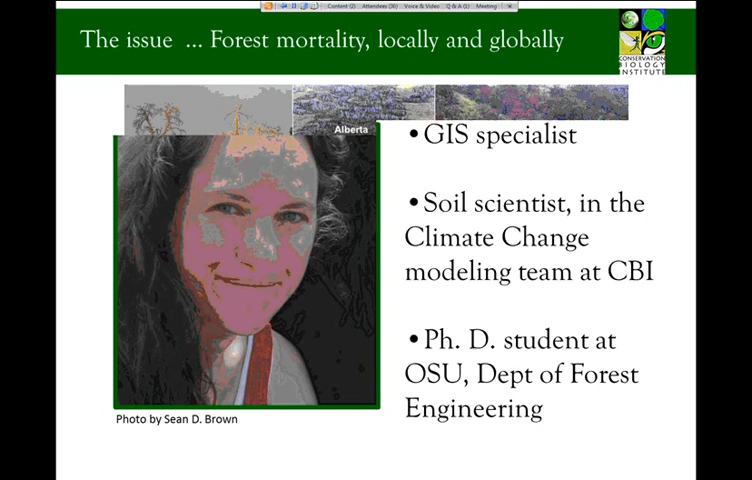 Content (2) Attendees (30) Voice & Video Q & A (1) Meeting
The issue ... Forest mortality, locally and globally
CONSERVATION
BIOLOGY
INSTITUTE
Alberta
•GIS specialist
•Soil scientist, in the
Climate Change
modeling team at CBI
•Ph. D. student at
OSU, Dept of Forest
Engineering
Photo by Sean D. Brown